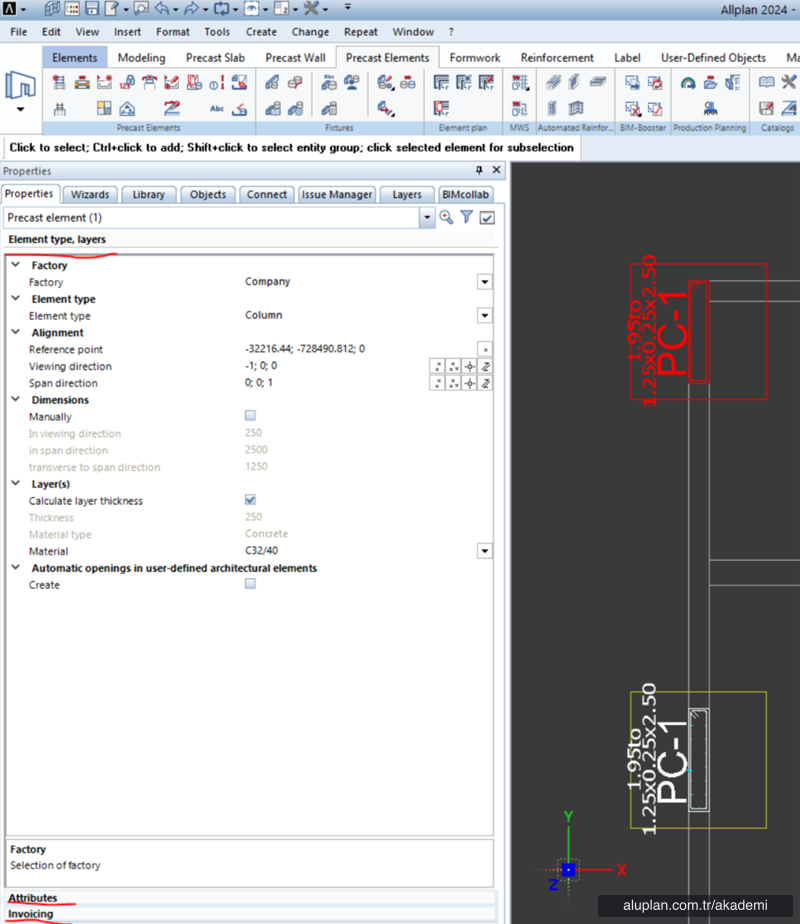 Allplan 2024 -
File Edit View Insert Format Tools Create Change Repeat Window ?
Elements Modeling Precast Slab Precast Wall Precast Elements Formwork Reinforcement Label User-Defined Objects Ma
Abc
Precast Elements Fixtures Element plan MWS Automated Reinfor... BIM-Booster Production Planning Catalogs
Click to select; Ctrl+click to add; Shift+click to select entity group; click selected element for subselection
Properties
Properties Wizards Library Objects Connect Issue Manager Layers BIMcollab
Precast element (1)
Element type, layers
Factory
Factory Company
Element type
Element type Column
Alignment
Reference point -32216.44; -728490.812; 0
Viewing direction -1; 0; 0
Span direction 0; 0; 1
Dimensions
Manually
In viewing direction 250
in span direction 2500
transverse to span direction 1250
Layer(s)
Calculate layer thickness
Thickness 250
Material type Concrete
Material C32/40
Automatic openings in user-defined architectural elements
Create
Factory
Selection of factory
Attributes
Invoicing
1.95to
1.25x0.25x2.50
PC-1
1.95to
1.25x0.25x2.50
PC-1
Y
X
Z
aluplan.com.tr/akademi